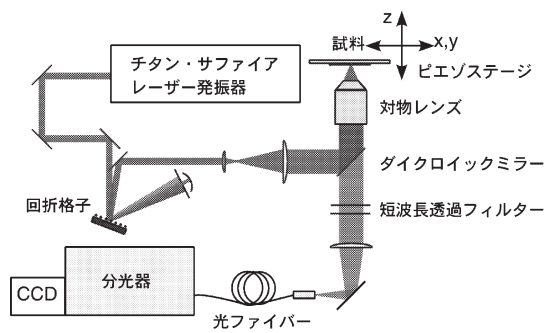 z
試料
x,y
チタン・サファイア
レーザー発振器
ピエゾステージ
対物レンズ
ダイクロイックミラー
回折格子
短波長透過フィルター
分光器
CCD
光ファイバー